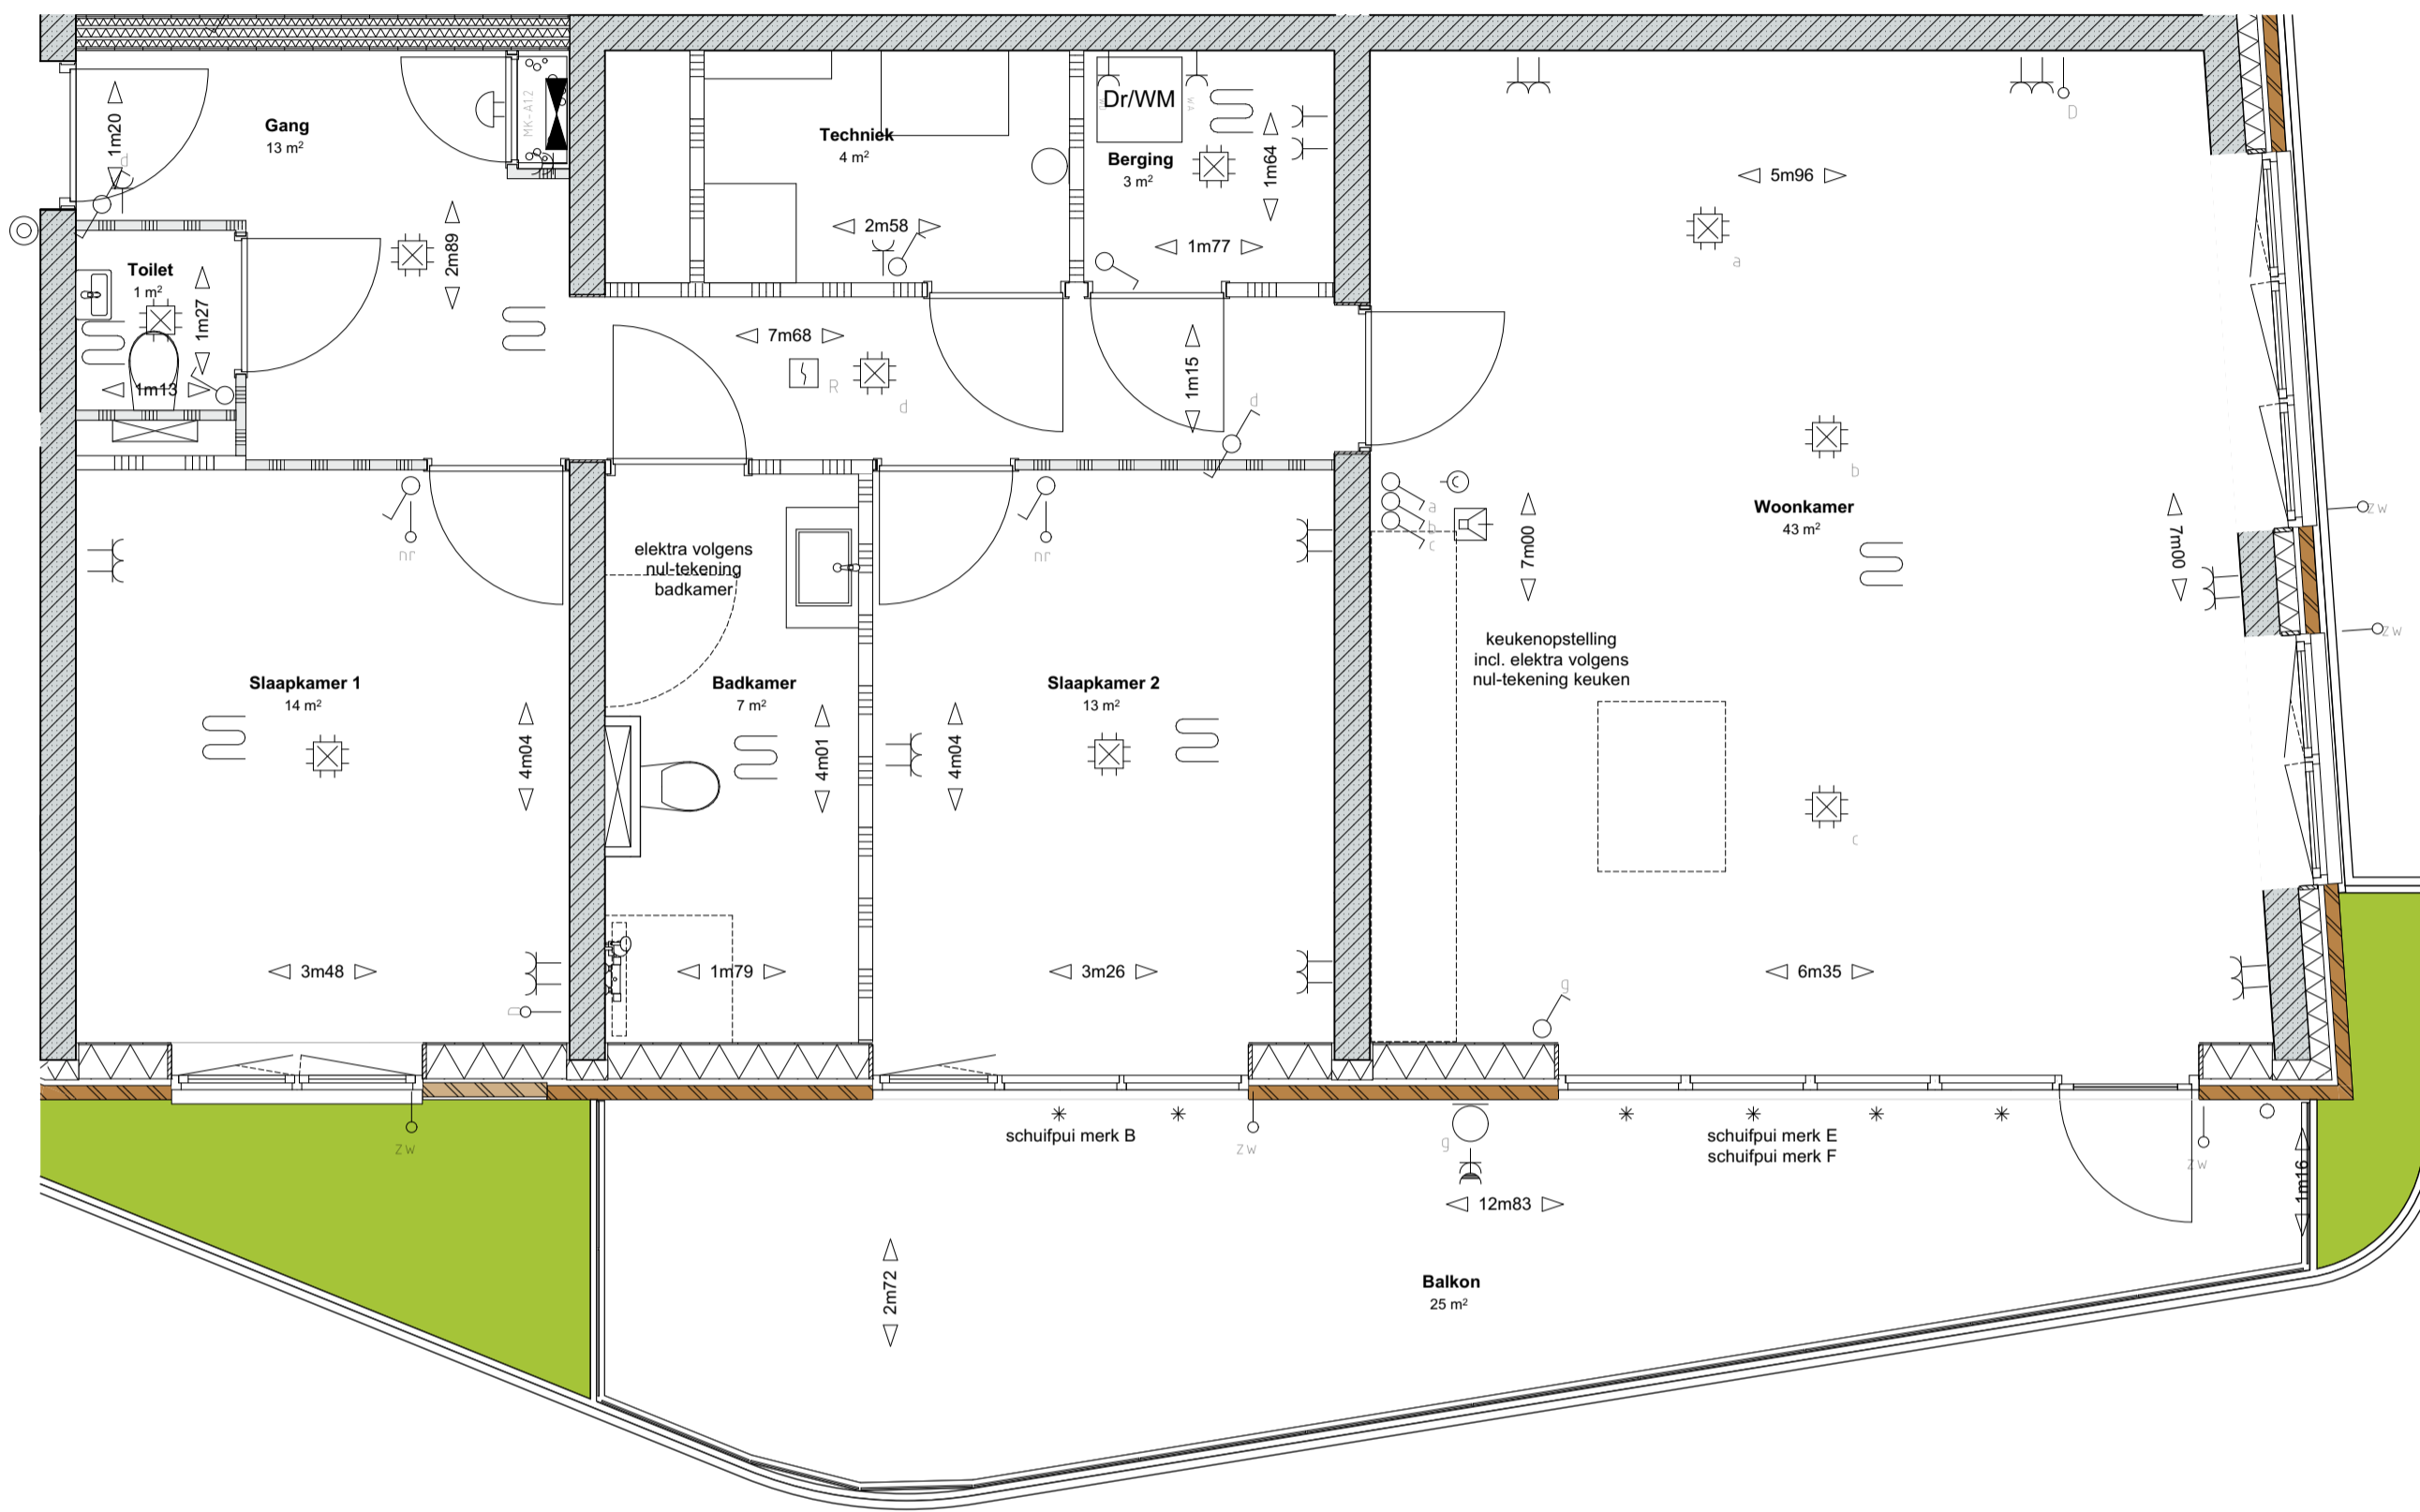 Gang
13 m²
1m20
d
MK-A12
2m89
Toilet
1 m²
1m27
1m13
Techniek
4 m²
2m58
Dr/WM
Berging
3 m²
1m64
1m77
7m68
R
d
1m15
d
5m96
D
a
b
Woonkamer
43 m²
a
b
c
7m00
7m00
zw
zw
keukenopstelling
incl. elektra volgens
nul-tekening keuken
c
6m35
g
nr
Slaapkamer 1
14 m²
4m04
3m48
elektra volgens
nul-tekening
badkamer
Badkamer
7 m²
4m01
1m79
nr
Slaapkamer 2
13 m²
4m04
3m26
zw
schuifpui merk B
zw
g
schuifpui merk E
schuifpui merk F
zw
1m16
12m83
2m72
Balkon
25 m²